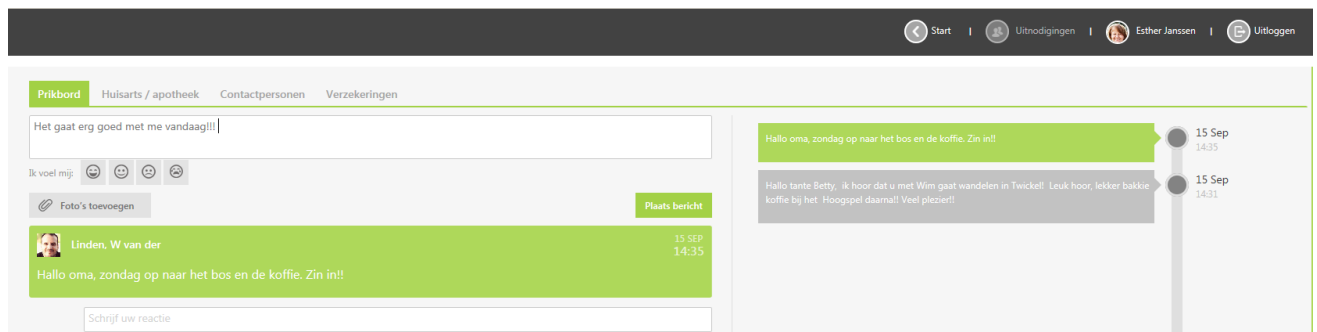 Start | Uitnodigingen | Esther Janssen | Uitloggen
Prikbord Huisarts / apotheek Contactpersonen Verzekeringen
Het gaat erg goed met me vandaag!!!
Ik voel mij:
Foto's toevoegen
Plaats bericht
Linden, W van der
15 SEP
14:35
Hallo oma, zondag op naar het bos en de koffie. Zin in!!
Schrijf uw reactie
Hallo oma, zondag op naar het bos en de koffie. Zin in!!
15 Sep
14:35
Hallo tante Betty, ik hoor dat u met Wim gaat wandelen in Twickel! Leuk hoor, lekker bakkie
koffie bij het Hoogspel daarna!! Veel plezier!!
15 Sep
14:31